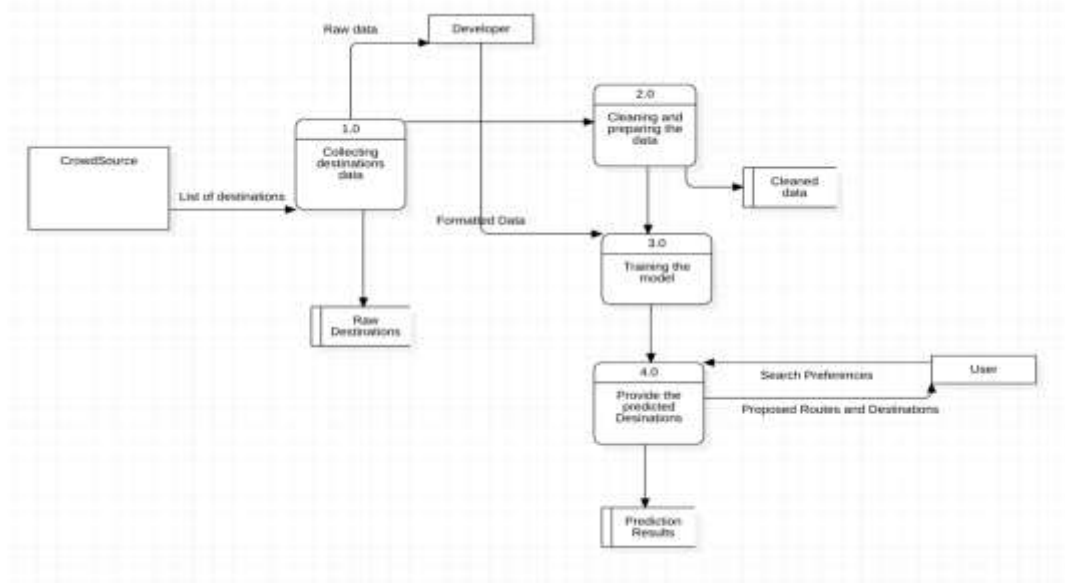 Raw data
Developer
2.0
Cleaning and
preparing the
data
1.0
Collecting
destinations
data
CrowdSource
List of destinations
Cleaned
data
Formatted Data
3.0
Training the
model
Raw
Destinations
4.0
Provide the
predicted
Desinations
User
Search Preferences
Proposed Routes and Destinations
Prediction
Results